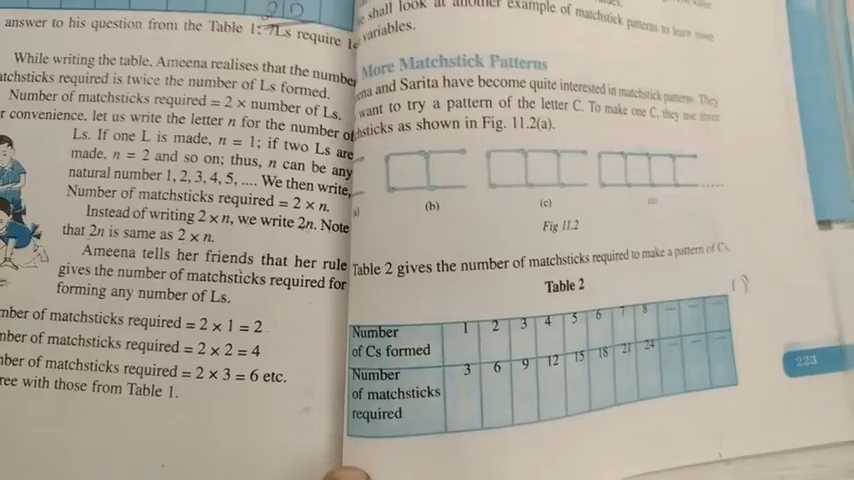 answer to his question from the Table 1; 7Ls require 1
While writing the table, Ameena realises that the number
atchsticks required is twice the number of Ls formed.
Number of matchsticks required = 2 × number of Ls.
r convenience, let us write the letter n for the number of
Ls. If one L is made, n = 1; if two Ls are
made, n = 2 and so on; thus, n can be any
natural number 1, 2, 3, 4, 5, .... We then write,
Number of matchsticks required = 2 × n.
Instead of writing 2 × n, we write 2n. Note
that 2n is same as 2 × n.
Ameena tells her friends that her rule
gives the number of matchsticks required for
forming any number of Ls.
mber of matchsticks required = 2 × 1 = 2
mber of matchsticks required = 2 × 2 = 4
mber of matchsticks required = 2 × 3 = 6 etc.
ree with those from Table 1.
e shall look at another example of matchstick patterns to learn more
variables.
More Matchstick Patterns
ena and Sarita have become quite interested in matchstick patterns. They
want to try a pattern of the letter C. To make one C, they use three
chsticks as shown in Fig. 11.2(a).
a) (b) (c)
Fig 11.2
Table 2 gives the number of matchsticks required to make a pattern of Cs.
Table 2
Number 1 2 3 4 5 6 7 8 ... ... ...
of Cs formed
Number 3 6 9 12 15 18 21 24 ... ... ...
of matchsticks
required
223